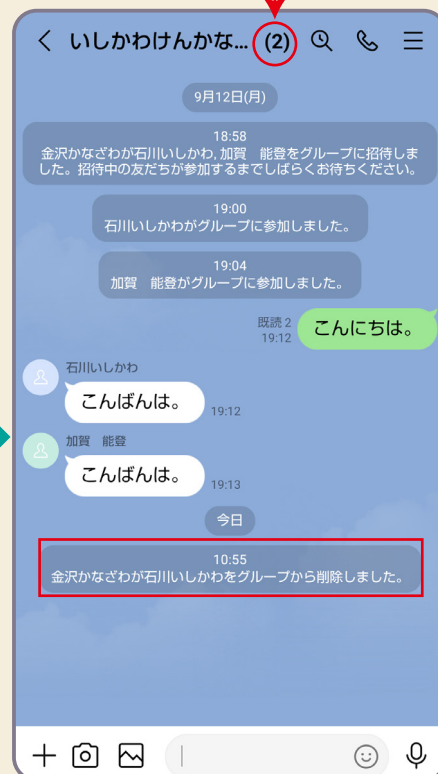 いしかわけんかな... (2)
9月12日(月)
18:58
金沢かなざわが石川いしかわ, 加賀　能登をグループに招待しま
した。招待中の友だちが参加するまでしばらくお待ちください。
19:00
石川いしかわがグループに参加しました。
19:04
加賀　能登がグループに参加しました。
既読 2
19:12
こんにちは。
石川いしかわ
こんばんは。
19:12
加賀　能登
こんばんは。
19:13
今日
10:55
金沢かなざわが石川いしかわをグループから削除しました。